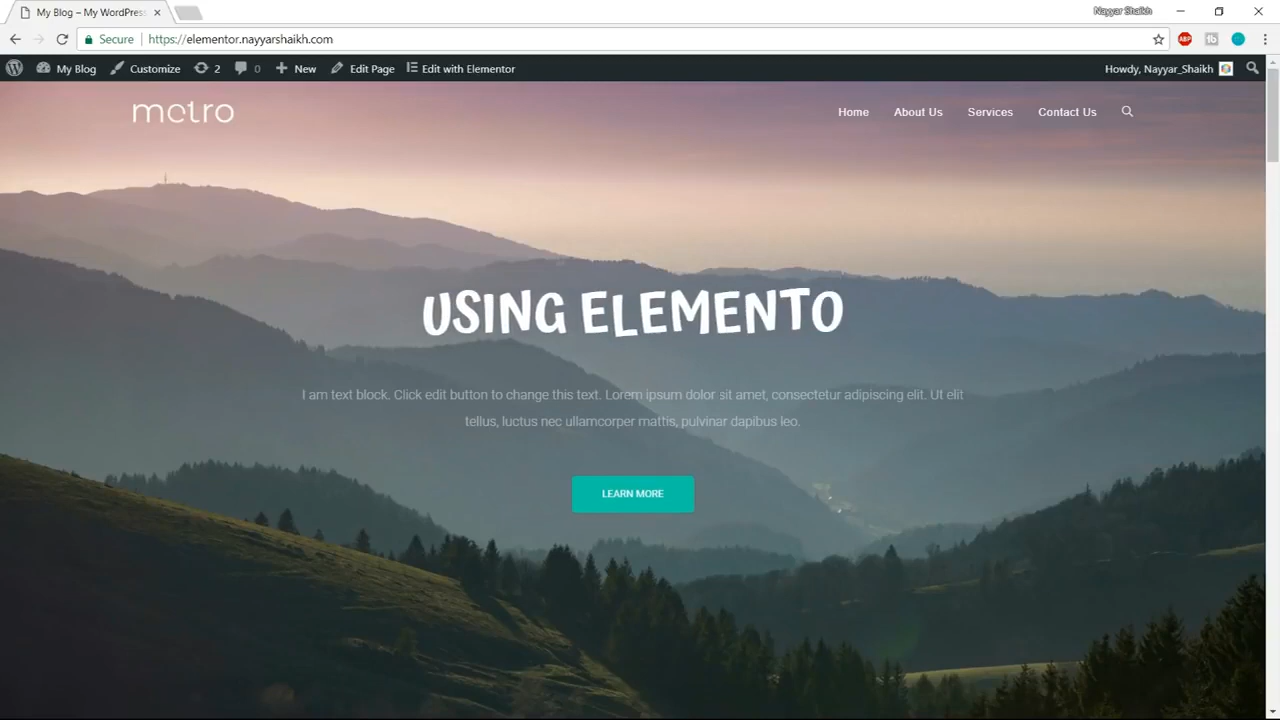 My Blog – My WordPress
Nayyar Shaikh
Secure
https://elementor.nayyarshaikh.com
ABP
My Blog
Customize
2
0
New
Edit Page
Edit with Elementor
Howdy, Nayyar_Shaikh
metro
Home
About Us
Services
Contact Us
USING ELEMENTO
I am text block. Click edit button to change this text. Lorem ipsum dolor sit amet, consectetur adipiscing elit. Ut elit
tellus, luctus nec ullamcorper mattis, pulvinar dapibus leo.
LEARN MORE